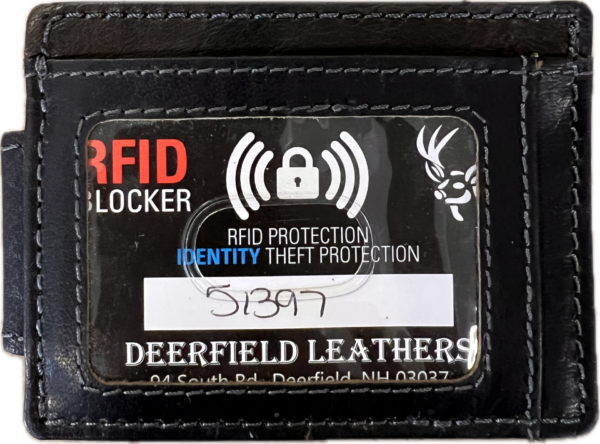 RFID
BLOCKER
RFID PROTECTION
IDENTITY THEFT PROTECTION
51397
DEERFIELD LEATHERS
94 South Rd. Deerfield, NH 03037